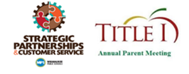 STRATEGIC
PARTNERSHIPS
& CUSTOMER SERVICE
TITLE I
Annual Parent Meeting